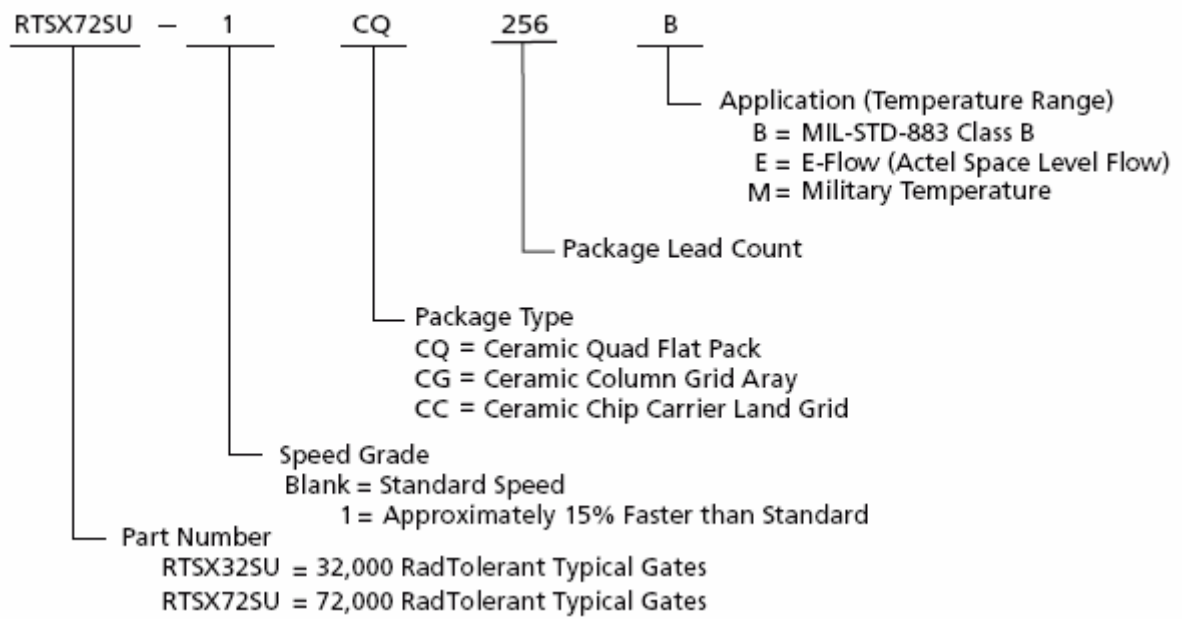 RTSX72SU – 1 CQ 256 B
Application (Temperature Range)
B = MIL-STD-883 Class B
E = E-Flow (Actel Space Level Flow)
M = Military Temperature
Package Lead Count
Package Type
CQ = Ceramic Quad Flat Pack
CG = Ceramic Column Grid Aray
CC = Ceramic Chip Carrier Land Grid
Speed Grade
Blank = Standard Speed
1 = Approximately 15% Faster than Standard
Part Number
RTSX32SU = 32,000 RadTolerant Typical Gates
RTSX72SU = 72,000 RadTolerant Typical Gates